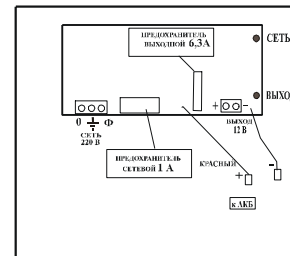 ПРЕДОХРАНИТЕЛЬ
ВЫХОДНОЙ 6,3А
СЕТЬ
ВЫХО
+ -
0 Ф
СЕТЬ
220 В
ВЫХОД
12 В
ПРЕДОХРАНИТЕЛЬ
СЕТЕВОЙ 1 А
КРАСНЫЙ
+ -
к АКБ